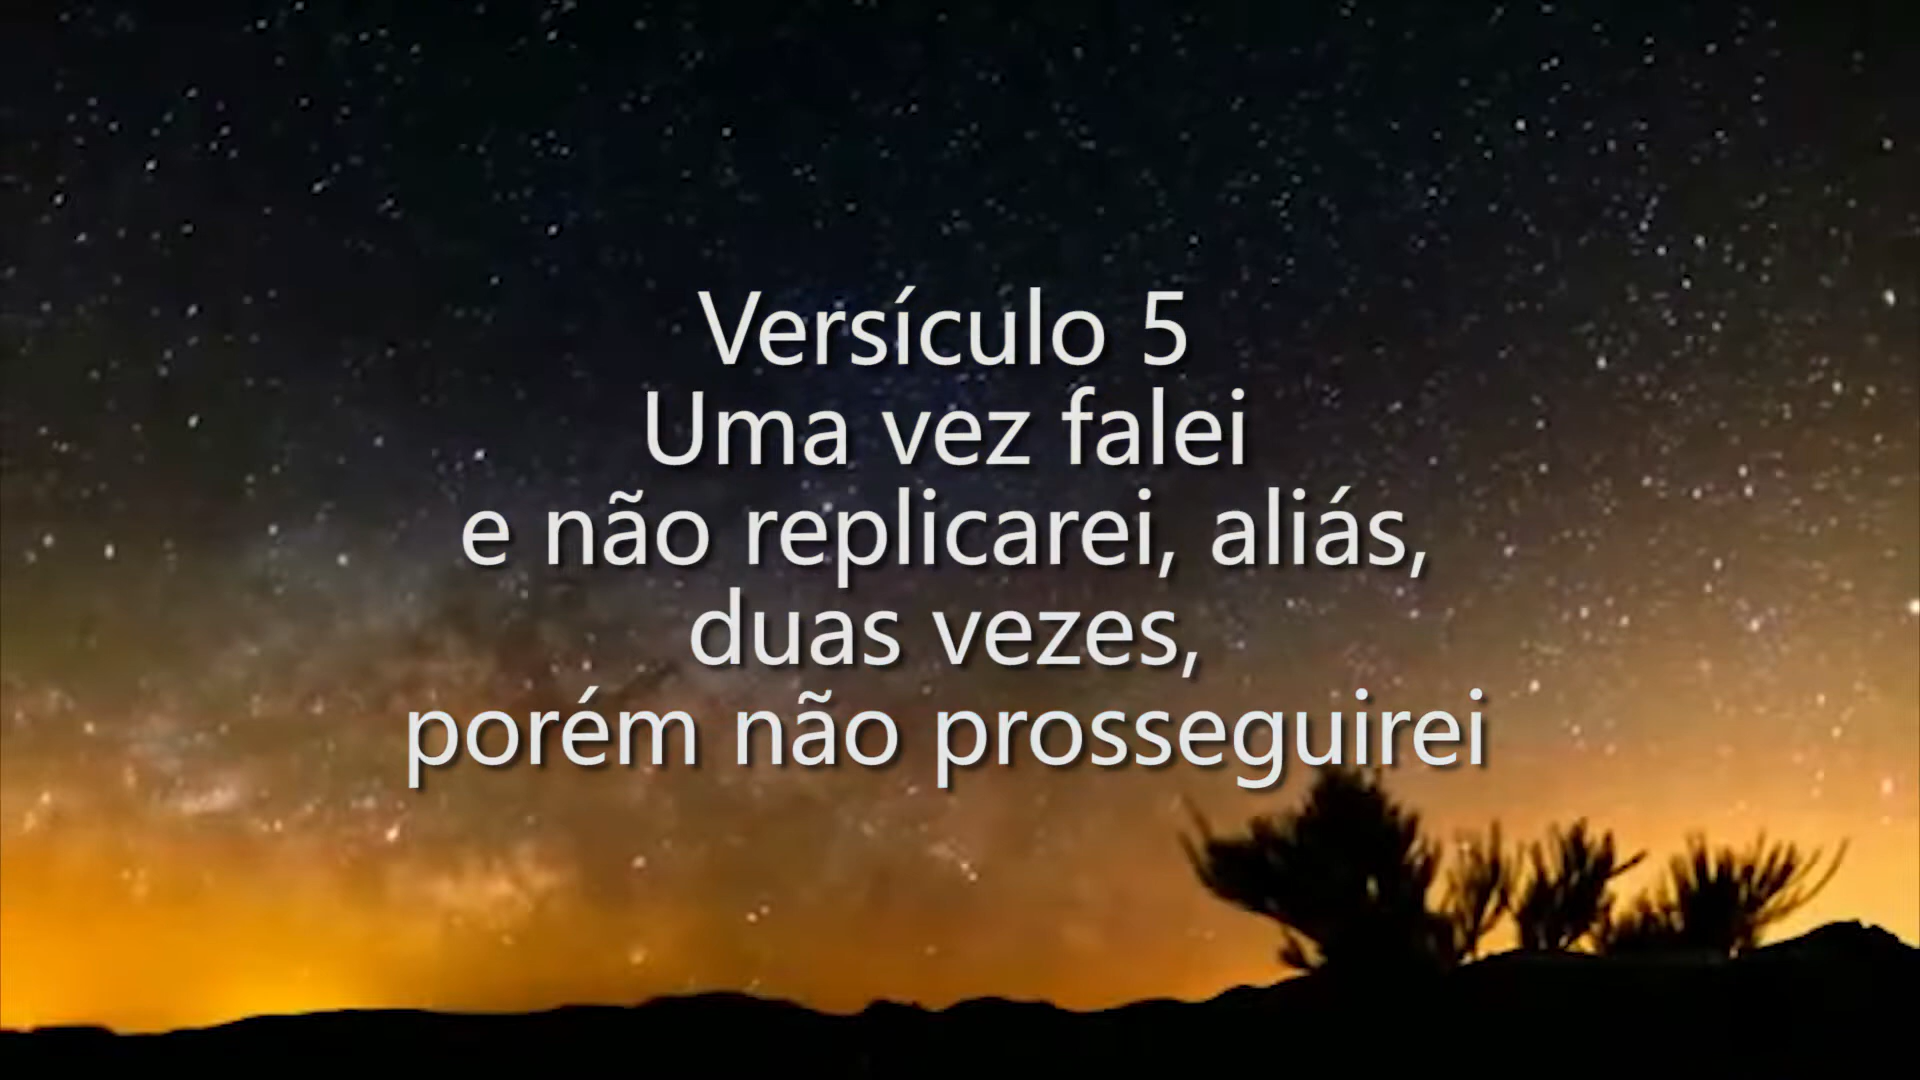 Versículo 5
Uma vez falei
e não replicarei, aliás,
duas vezes,
porém não prosseguirei